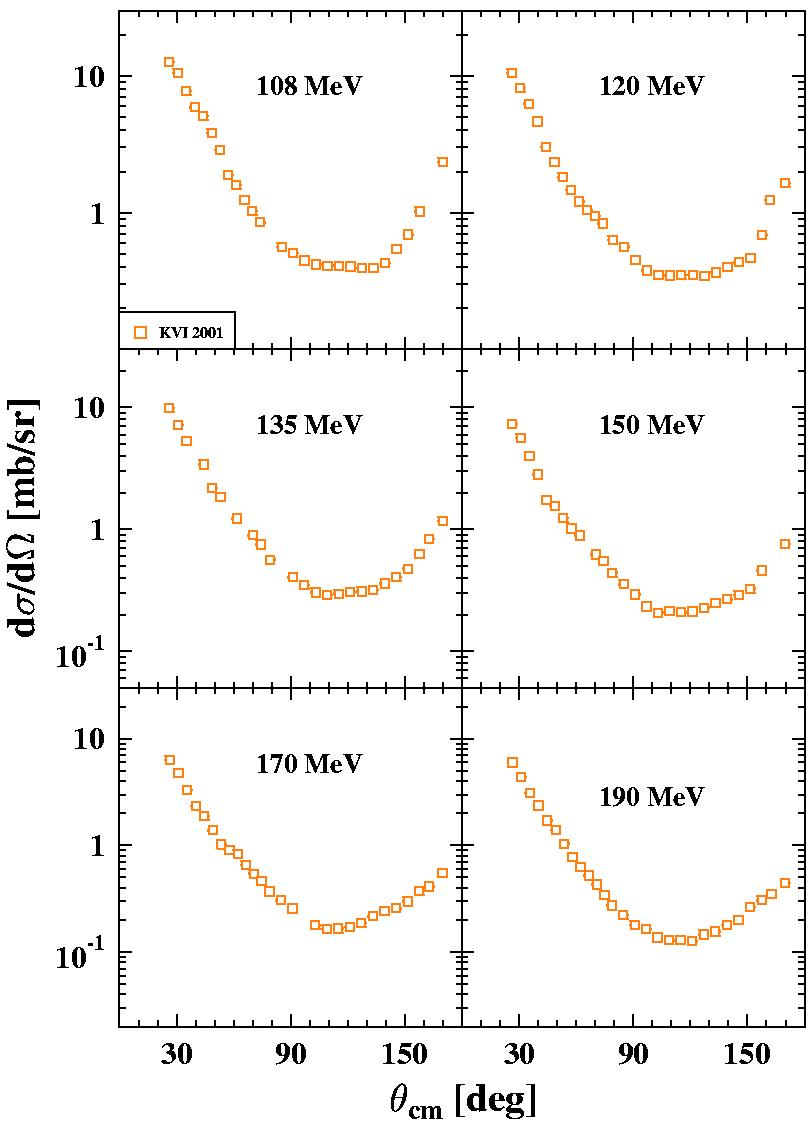 108 MeV
120 MeV
10
1
KVI 2001
135 MeV
150 MeV
10
1
10-1
dσ/dΩ [mb/sr]
170 MeV
190 MeV
10
1
10-1
30 90 150 30 90 150
θcm [deg]